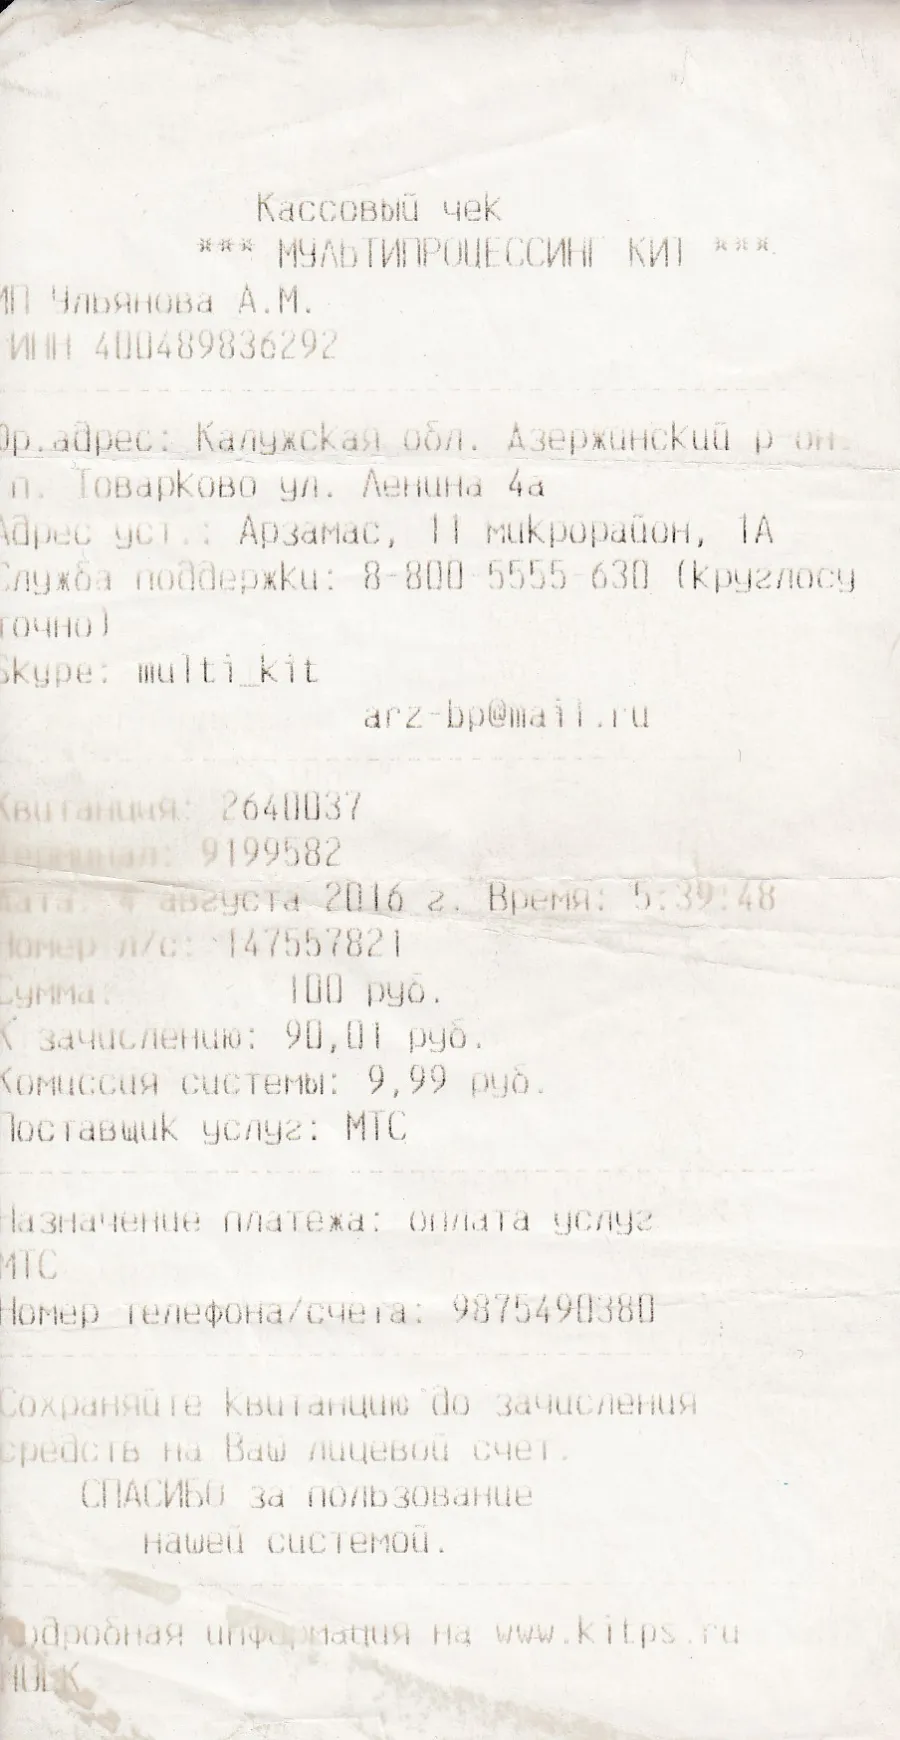 Кассовый чек
*** МУЛЬТИПРОЦЕССИНГ КИТ ***
ИП Ульянова А.М.
ИНН 400489836292
Юр.адрес: Калужская обл. Дзержинский р-он.
п. Товарково ул. Ленина 4а
Адрес уст.: Арзамас, 11 микрорайон, 1А
Служба поддержки: 8-800-5555-630 (круглосу
точно)
Skype: multi_kit
arz-bp@mail.ru
Квитанция: 2640037
Терминал: 9199582
Дата: 4 августа 2016 г. Время: 5:39:48
Номер л/с: 147557821
Сумма: 100 руб.
К зачислению: 90,01 руб.
Комиссия системы: 9,99 руб.
Поставщик услуг: МТС
Назначение платежа: оплата услуг
МТС
Номер телефона/счета: 9875490380
Сохраняйте квитанцию до зачисления
средств на Ваш лицевой счет.
СПАСИБО за пользование
нашей системой.
Подробная информация на www.kitps.ru